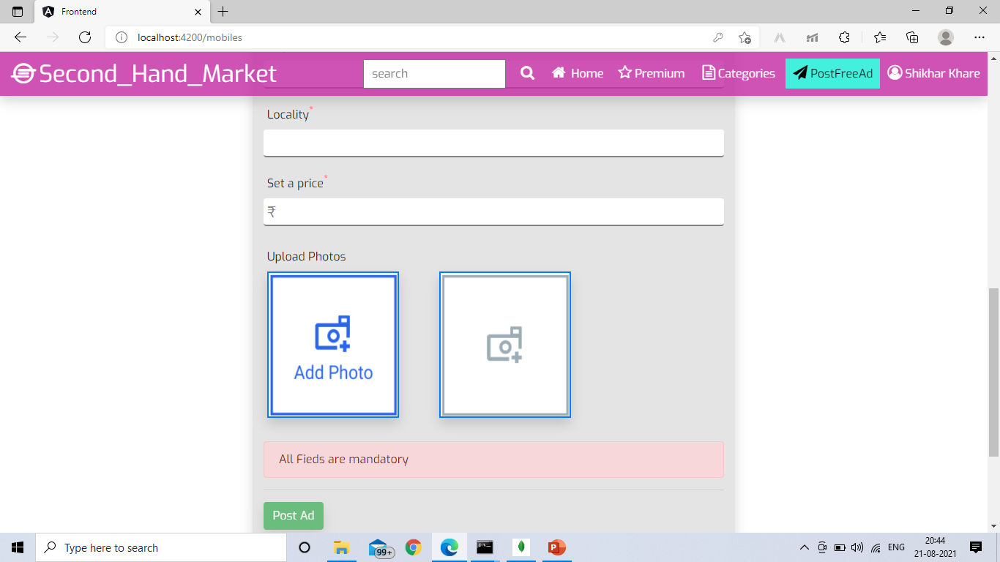 Frontend
localhost:4200/mobiles
Second_Hand_Market
search
Home
Premium
Categories
PostFreeAd
Shikhar Khare
Locality*
Set a price*
₹
Upload Photos
Add Photo
All Fieds are mandatory
Post Ad
Type here to search
99+
ENG
20:44
21-08-2021